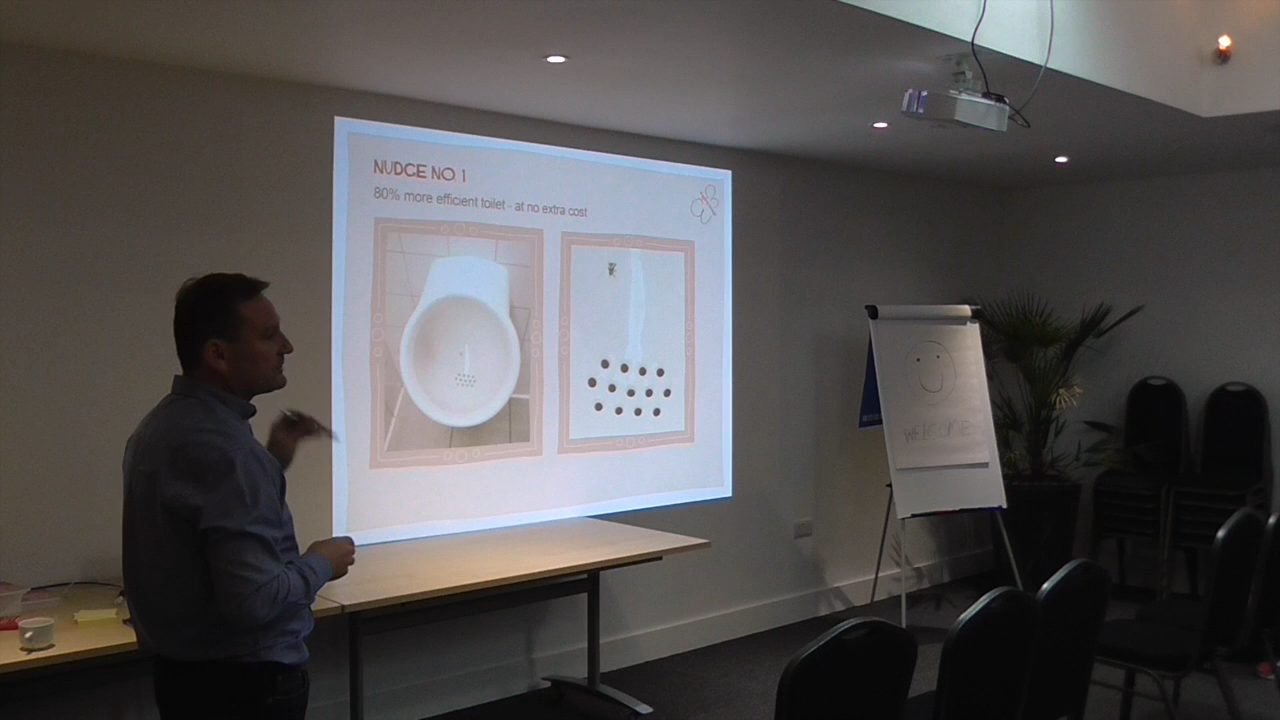 NUDGE NO. 1
80% more efficient toilet - at no extra cost
WELCOME